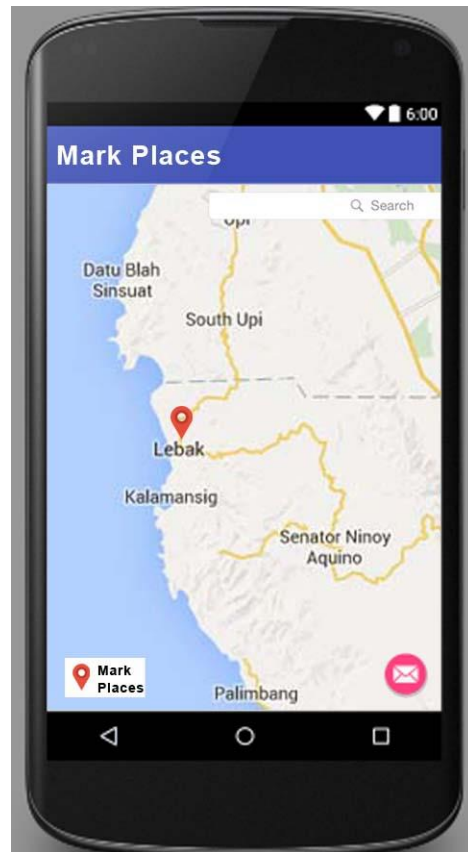 6:00
Mark Places
Search
Upi
Datu Blah
Sinsuat
South Upi
Lebak
Kalamansig
Senator Ninoy
Aquino
Mark
Places
Palimbang